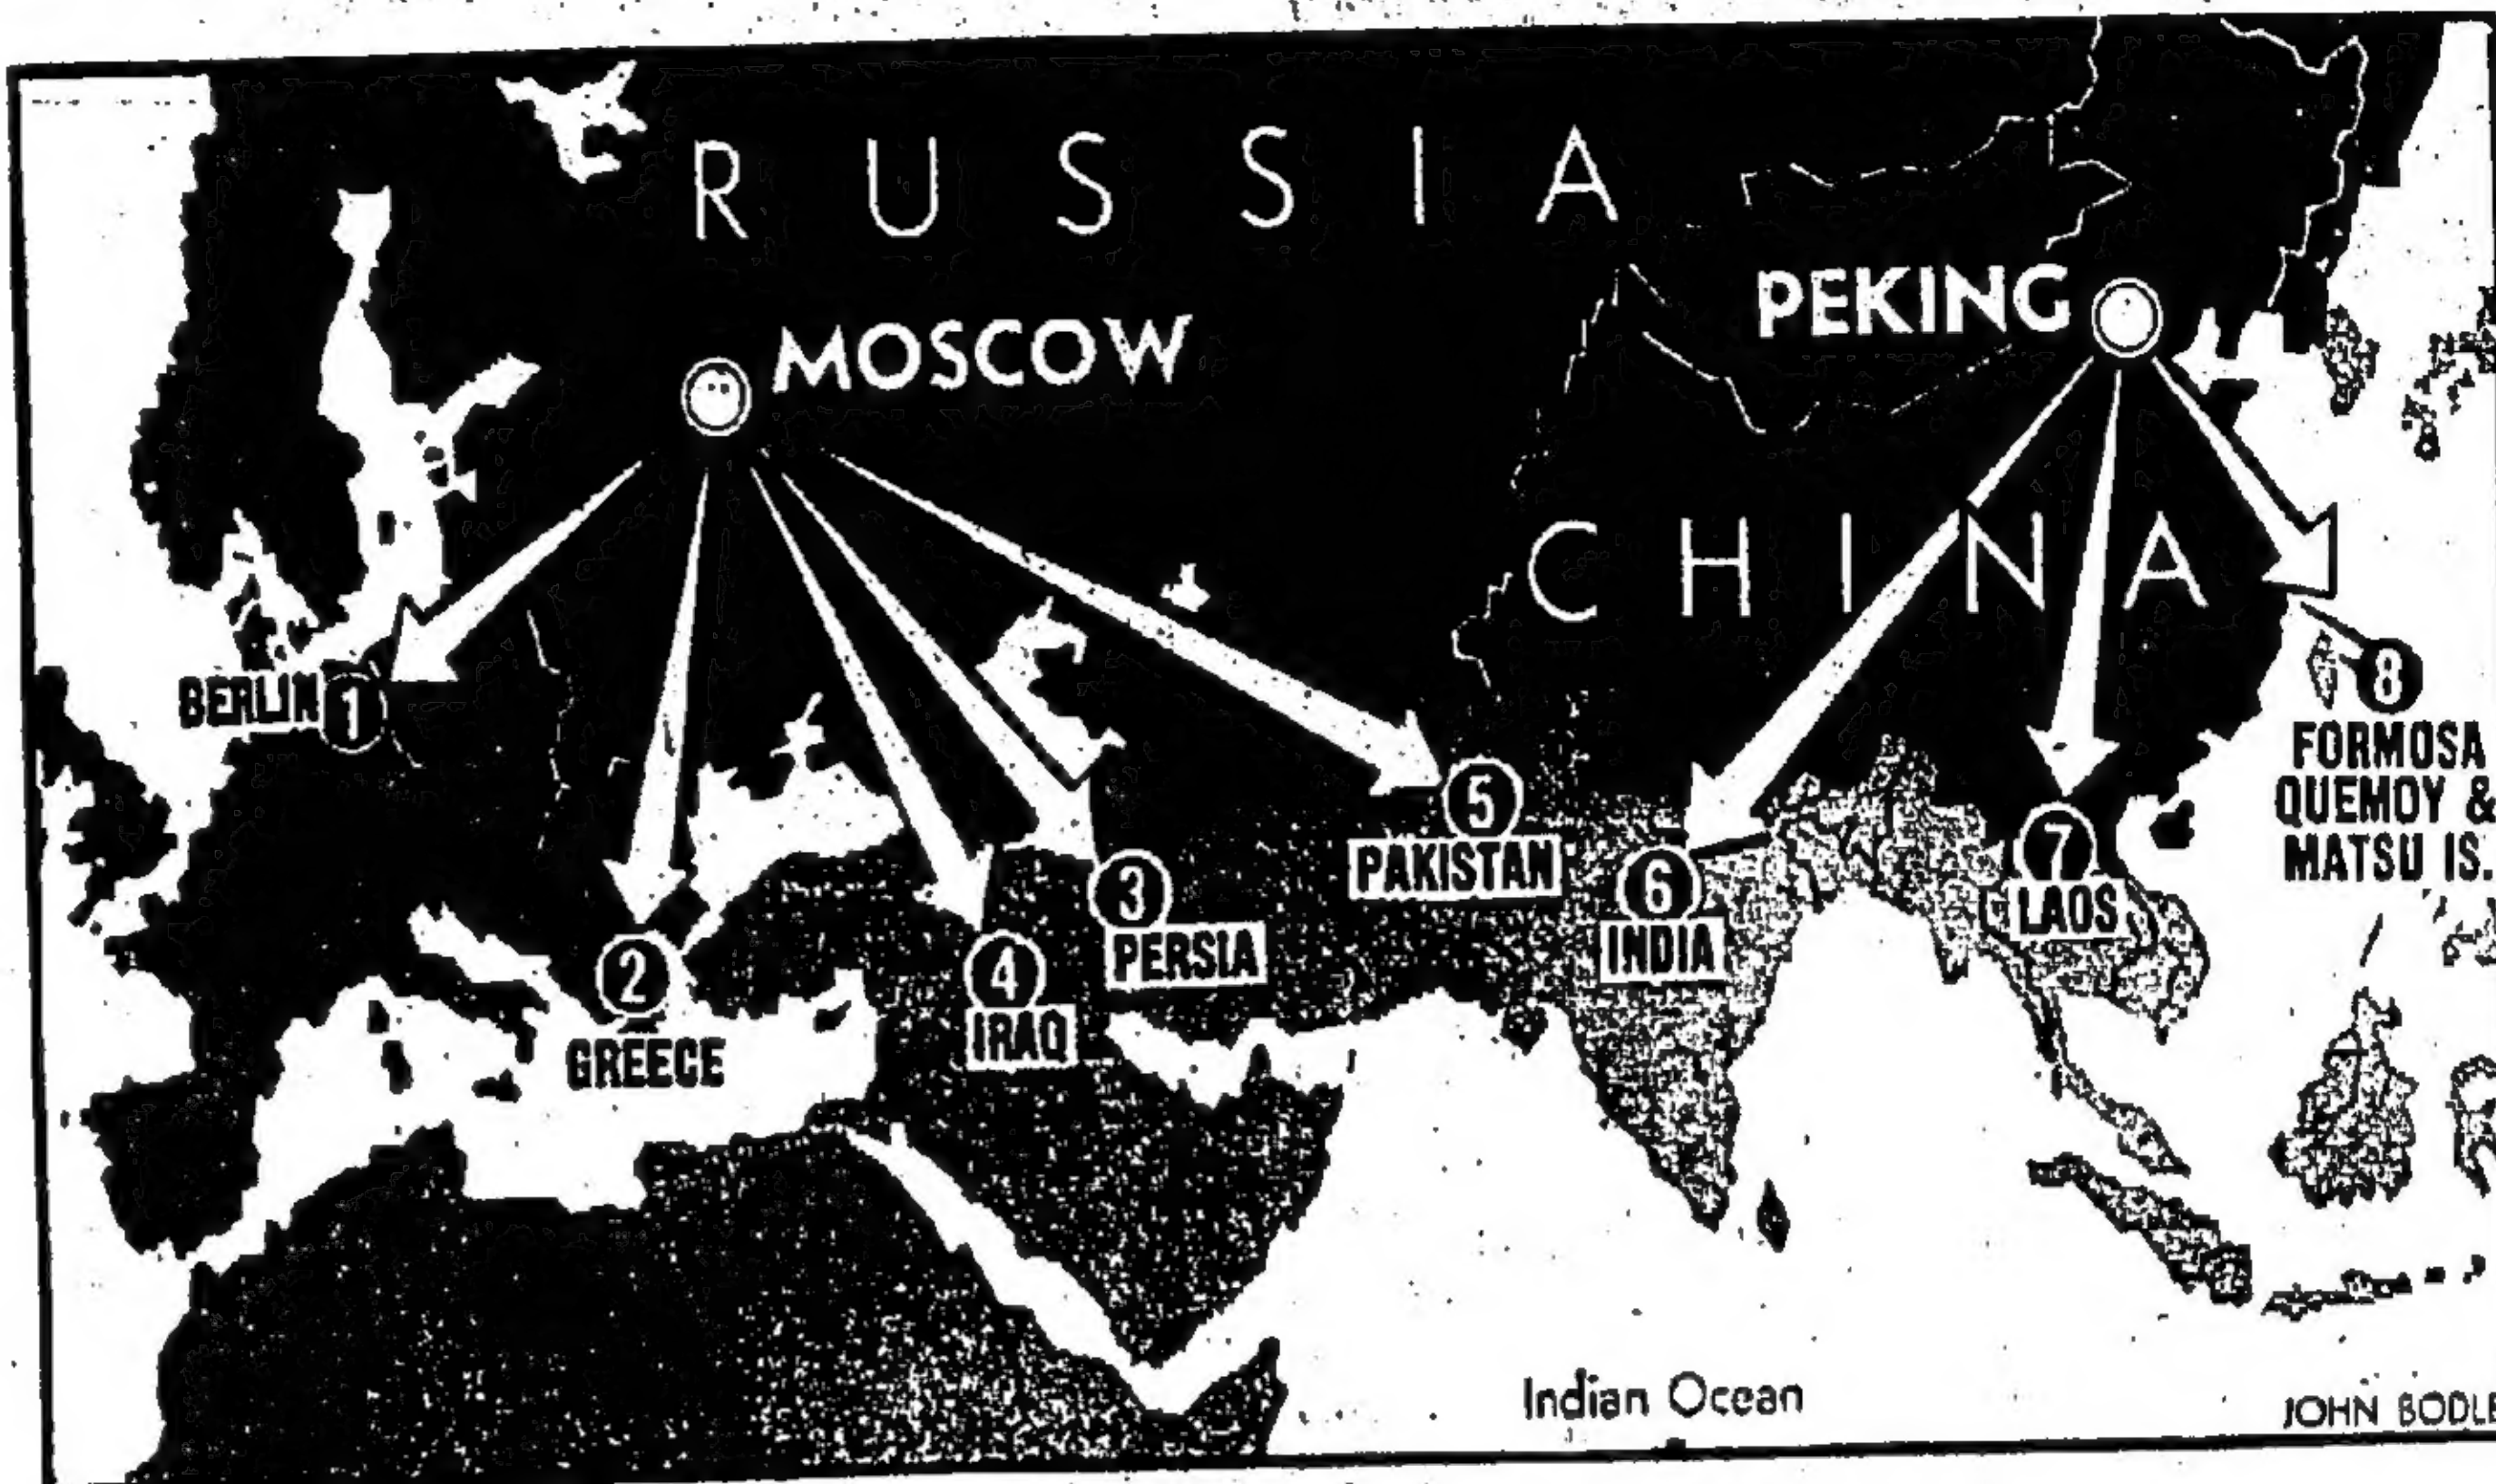 RUSSIA
PEKING
MOSCOW
CHINA
BERLIN 1
8
FORMOSA
QUEMOY &
MATSU IS.
5
PAKISTAN
3
PERSIA
6
INDIA
7
LAOS
2
GREECE
4
IRAQ
Indian Ocean
JOHN BODLE